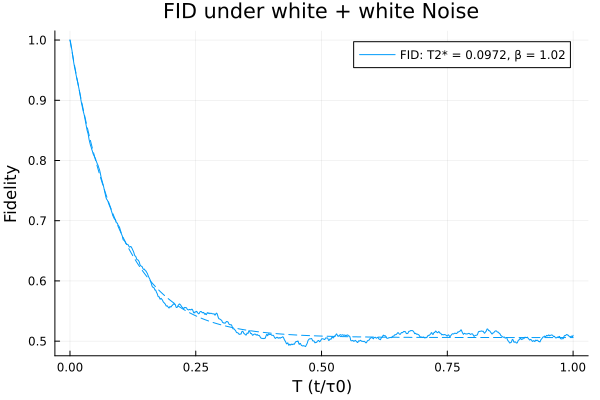 FID under white + white Noise
FID: T2* = 0.0972, β = 1.02
Fidelity
1.0
0.9
0.8
0.7
0.6
0.5
0.00 0.25 0.50 0.75 1.00
T (t/τ0)